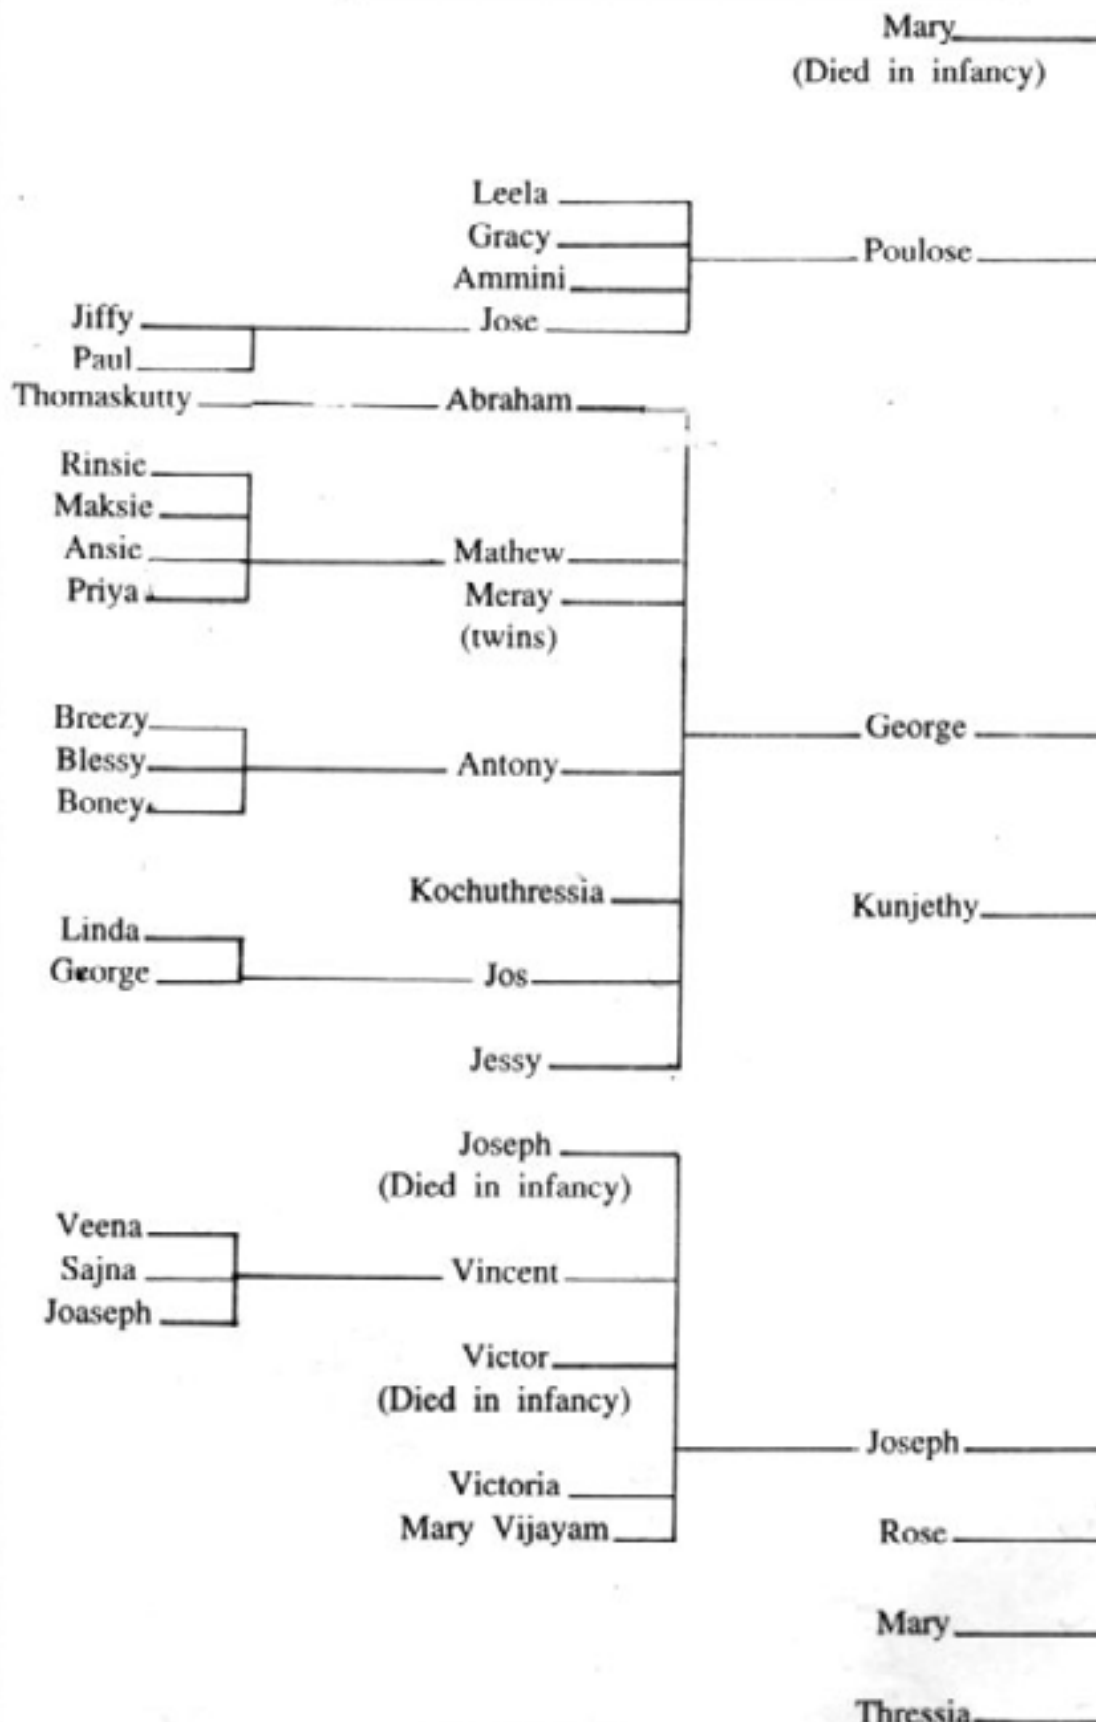 Mary
(Died in infancy)
Leela
Gracy
Poulose
Ammini
Jiffy
Jose
Paul
Thomaskutty
Abraham
Rinsie
Maksie
Ansie
Mathew
Priya
Meray
(twins)
Breezy
George
Blessy
Antony
Boney
Kochuthressia
Kunjethy
Linda
George
Jos
Jessy
Joseph
(Died in infancy)
Veena
Sajna
Vincent
Joaseph
Victor
(Died in infancy)
Joseph
Victoria
Mary Vijayam
Rose
Mary
Thressia